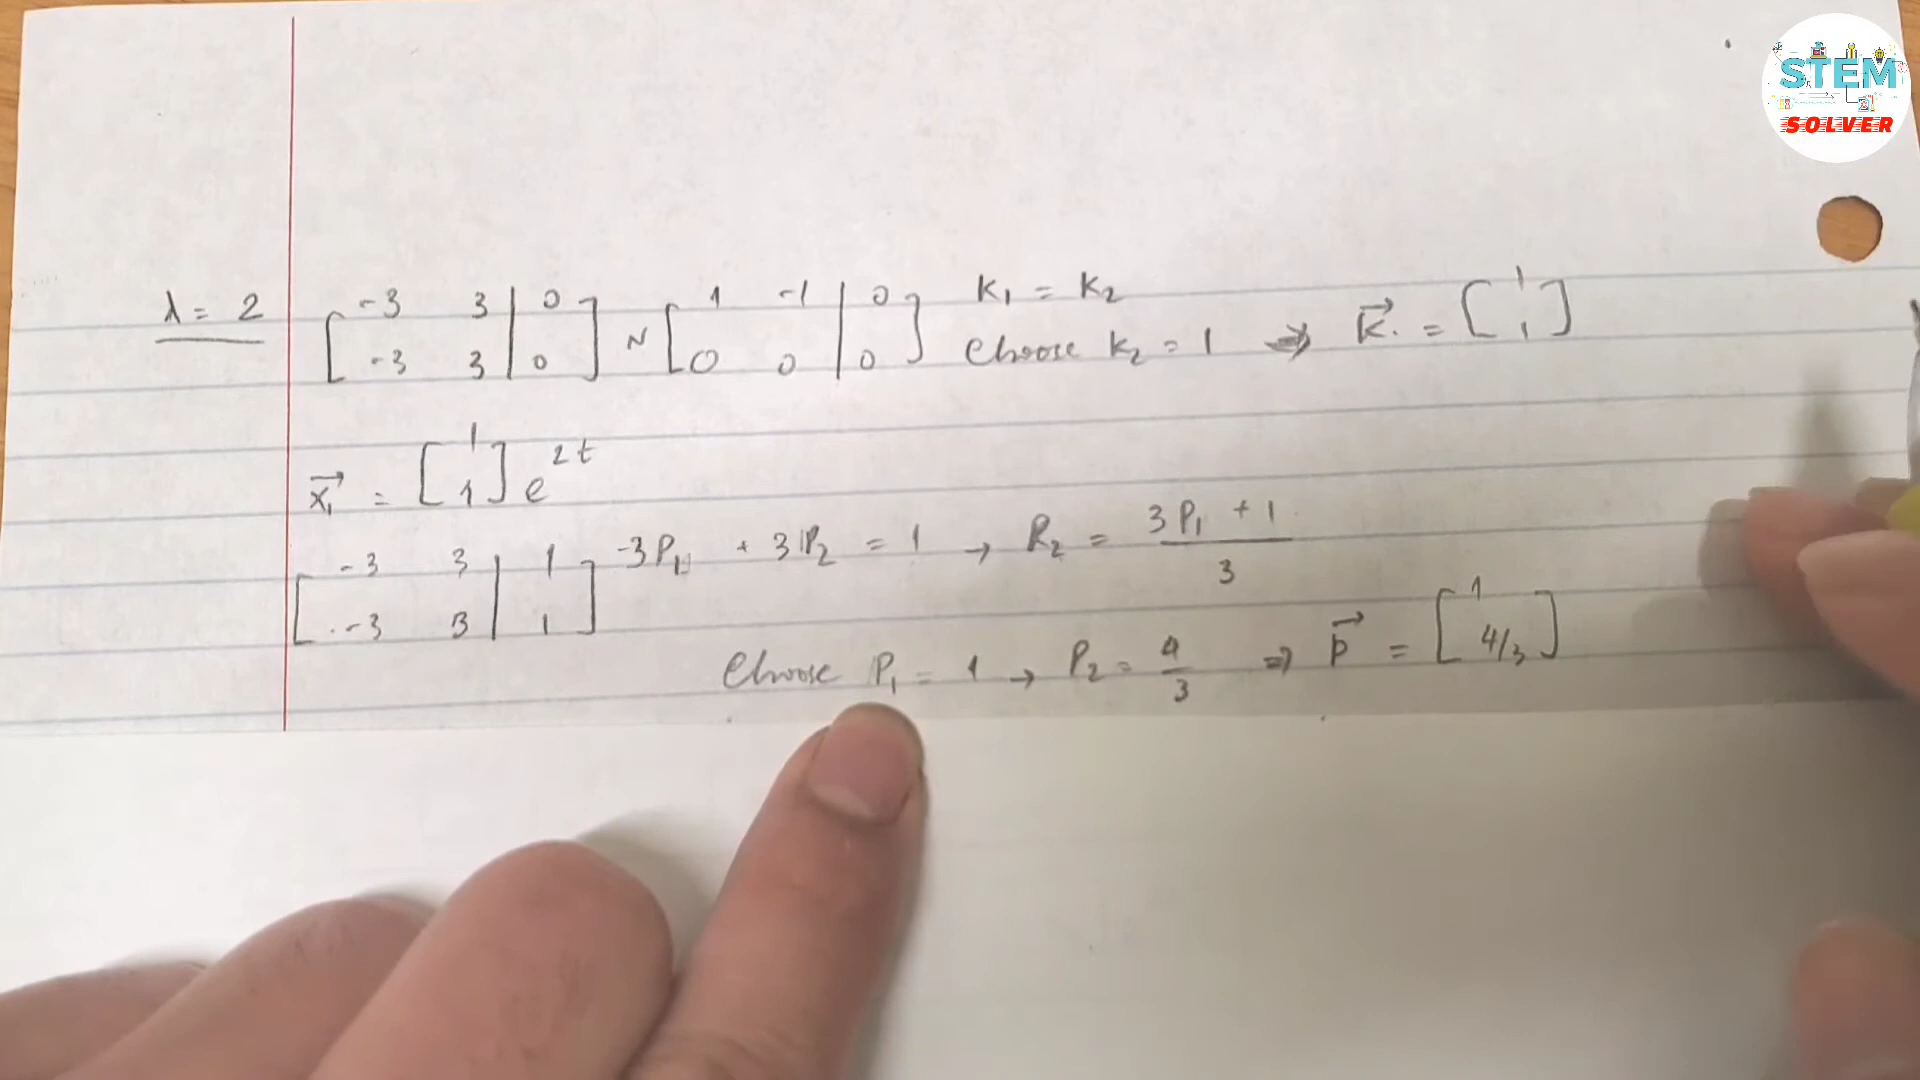 STEM
SOLVER
λ = 2 [ -3 3 | 0 ; -3 3 | 0 ] ~ [ 1 -1 | 0 ; 0 0 | 0 ] K₁ = K₂
Choose K₂ = 1 ⇒ K⃗ = [ 1 ; 1 ]
x⃗₁ = [ 1 ; 1 ] e^2t
[ -3 3 | 1 ; -3 3 | 1 ] -3P₁ + 3P₂ = 1 → P₂ = (3P₁ + 1) / 3
Choose P₁ = 1 → P₂ = 4/3 ⇒ p⃗ = [ 1 ; 4/3 ]